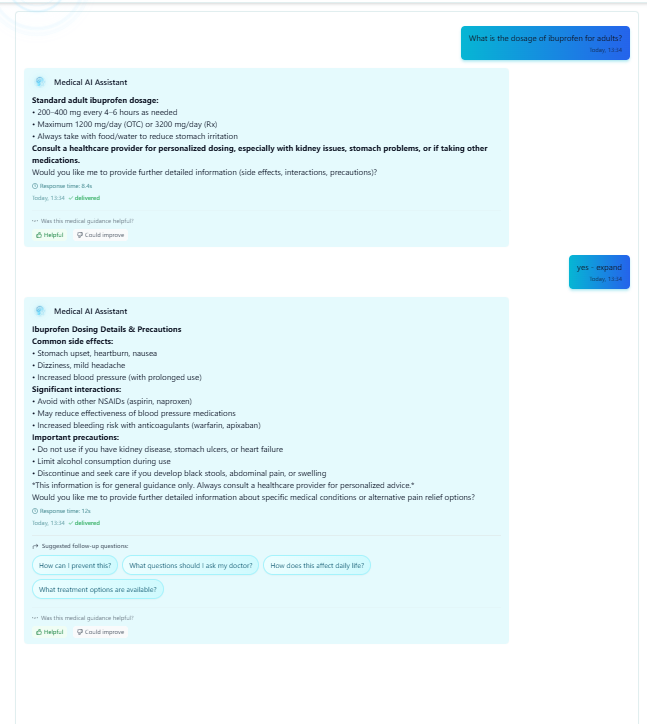 What is the dosage of ibuprofen for adults?
Today, 13:34
Medical AI Assistant
Standard adult ibuprofen dosage:
• 200–400 mg every 4–6 hours as needed
• Maximum 1200 mg/day (OTC) or 3200 mg/day (Rx)
• Always take with food/water to reduce stomach irritation
Consult a healthcare provider for personalized dosing, especially with kidney issues, stomach problems, or if taking other
medications.
Would you like me to provide further detailed information (side effects, interactions, precautions)?
Response time: 8.4s
Today, 13:34 ✓ delivered
Was this medical guidance helpful?
Helpful Could improve
yes - expand
Today, 13:34
Medical AI Assistant
Ibuprofen Dosing Details & Precautions
Common side effects:
• Stomach upset, heartburn, nausea
• Dizziness, mild headache
• Increased blood pressure (with prolonged use)
Significant interactions:
• Avoid with other NSAIDs (aspirin, naproxen)
• May reduce effectiveness of blood pressure medications
• Increased bleeding risk with anticoagulants (warfarin, apixaban)
Important precautions:
• Do not use if you have kidney disease, stomach ulcers, or heart failure
• Limit alcohol consumption during use
• Discontinue and seek care if you develop black stools, abdominal pain, or swelling
*This information is for general guidance only. Always consult a healthcare provider for personalized advice.*
Would you like me to provide further detailed information about specific medical conditions or alternative pain relief options?
Response time: 12s
Today, 13:34 ✓ delivered
Suggested follow-up questions:
How can I prevent this? What questions should I ask my doctor? How does this affect daily life?
What treatment options are available?
Was this medical guidance helpful?
Helpful Could improve